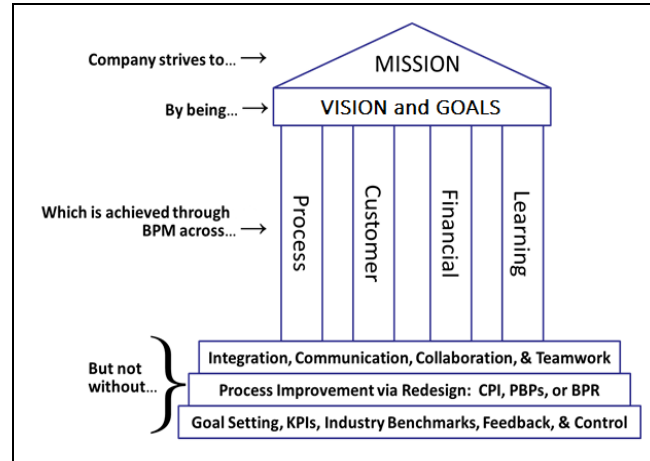 Company strives to...
MISSION
By being...
VISION and GOALS
Which is achieved through
BPM across...
Process
Customer
Financial
Learning
But not
without...
Integration, Communication, Collaboration, & Teamwork
Process Improvement via Redesign: CPI, PBPs, or BPR
Goal Setting, KPIs, Industry Benchmarks, Feedback, & Control